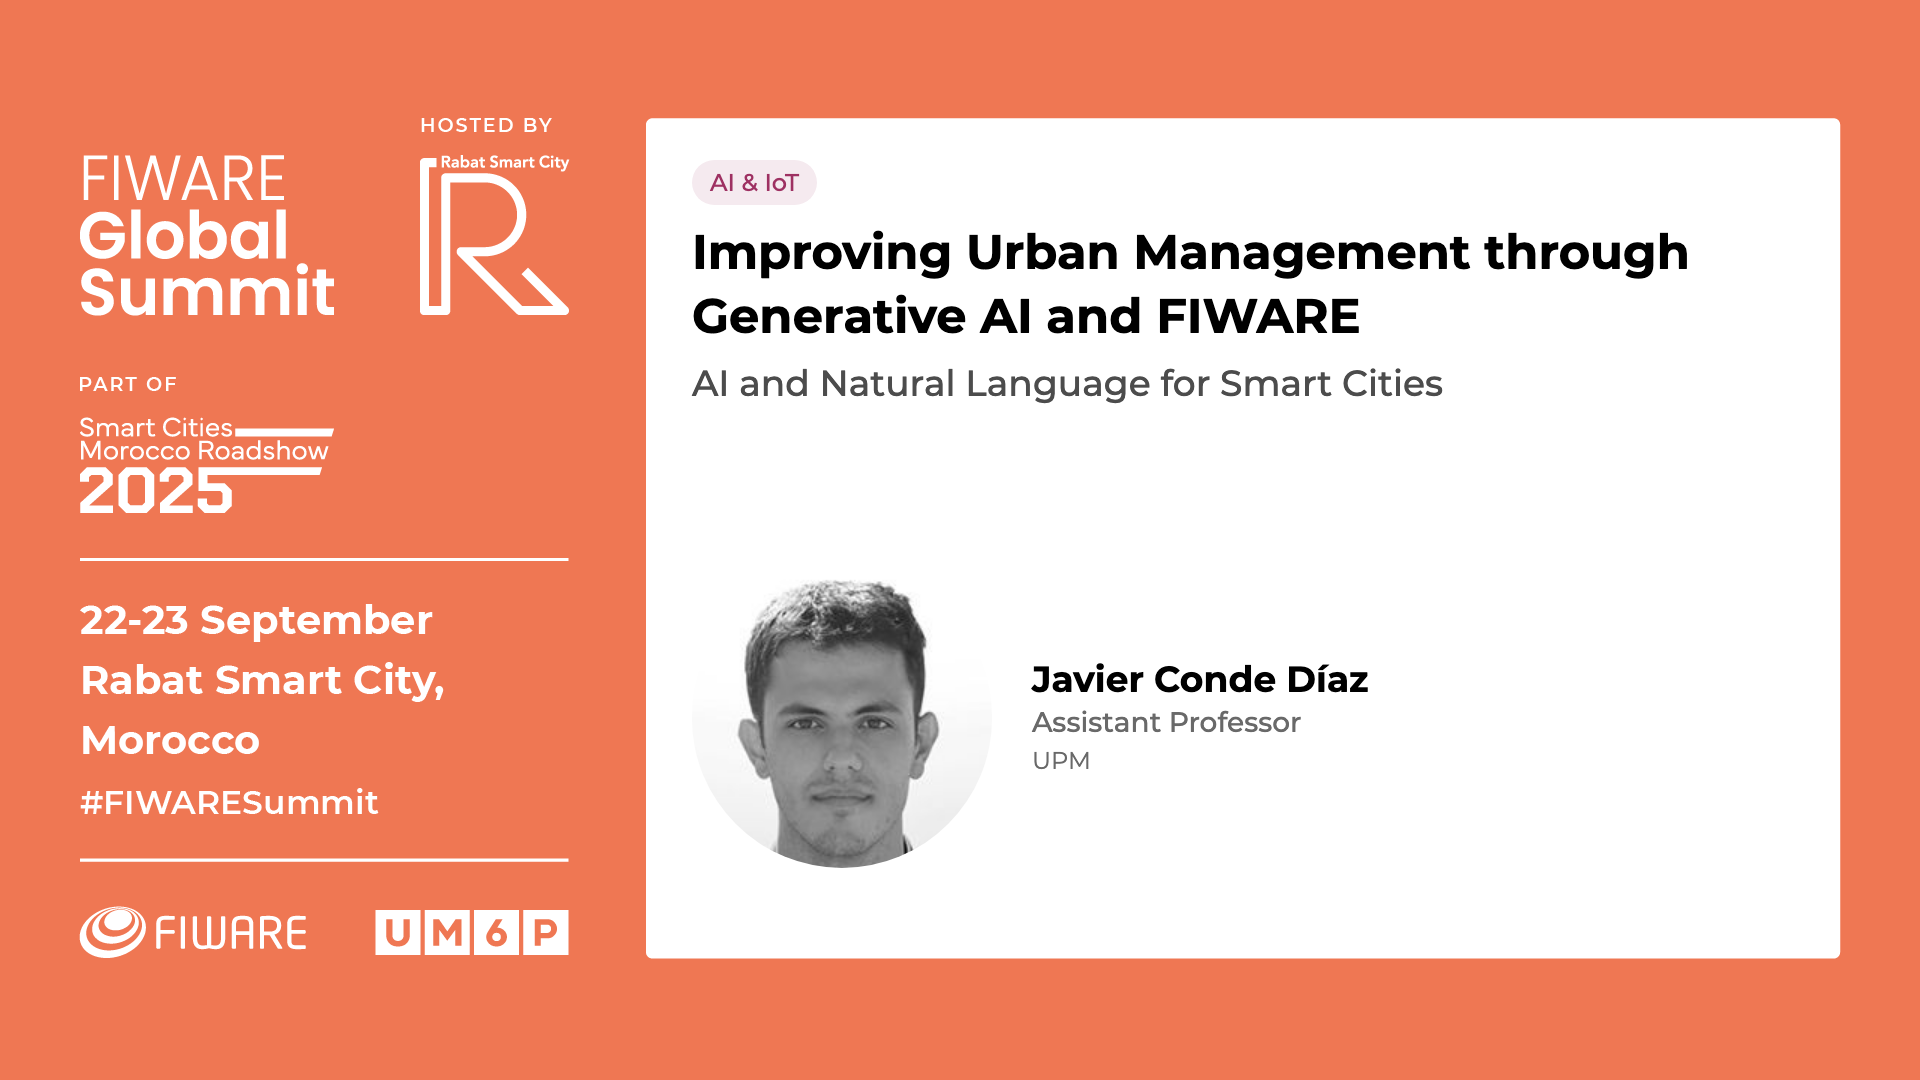 HOSTED BY
FIWARE
Global
Summit
Rabat Smart City
R
PART OF
Smart Cities
Morocco Roadshow
2025
22-23 September
Rabat Smart City,
Morocco
#FIWARESummit
FIWARE
UM6P
AI & IoT
Improving Urban Management through
Generative AI and FIWARE
AI and Natural Language for Smart Cities
Javier Conde Díaz
Assistant Professor
UPM